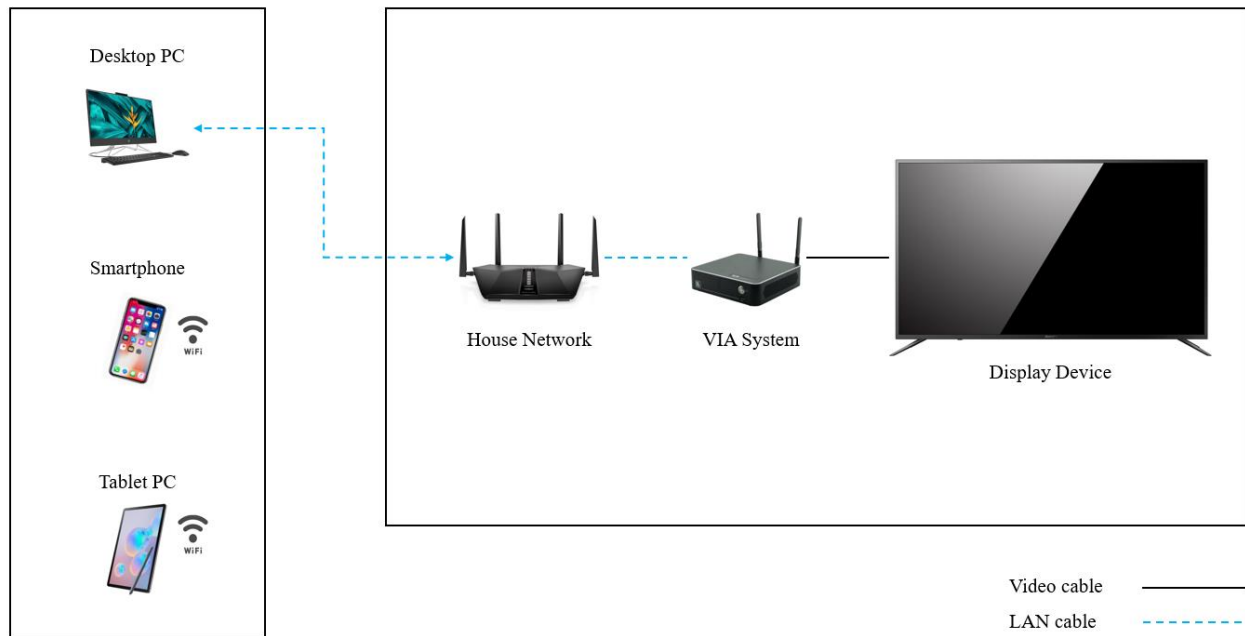 Desktop PC
Smartphone
WiFi
Tablet PC
WiFi
House Network
VIA System
Display Device
Video cable
LAN cable